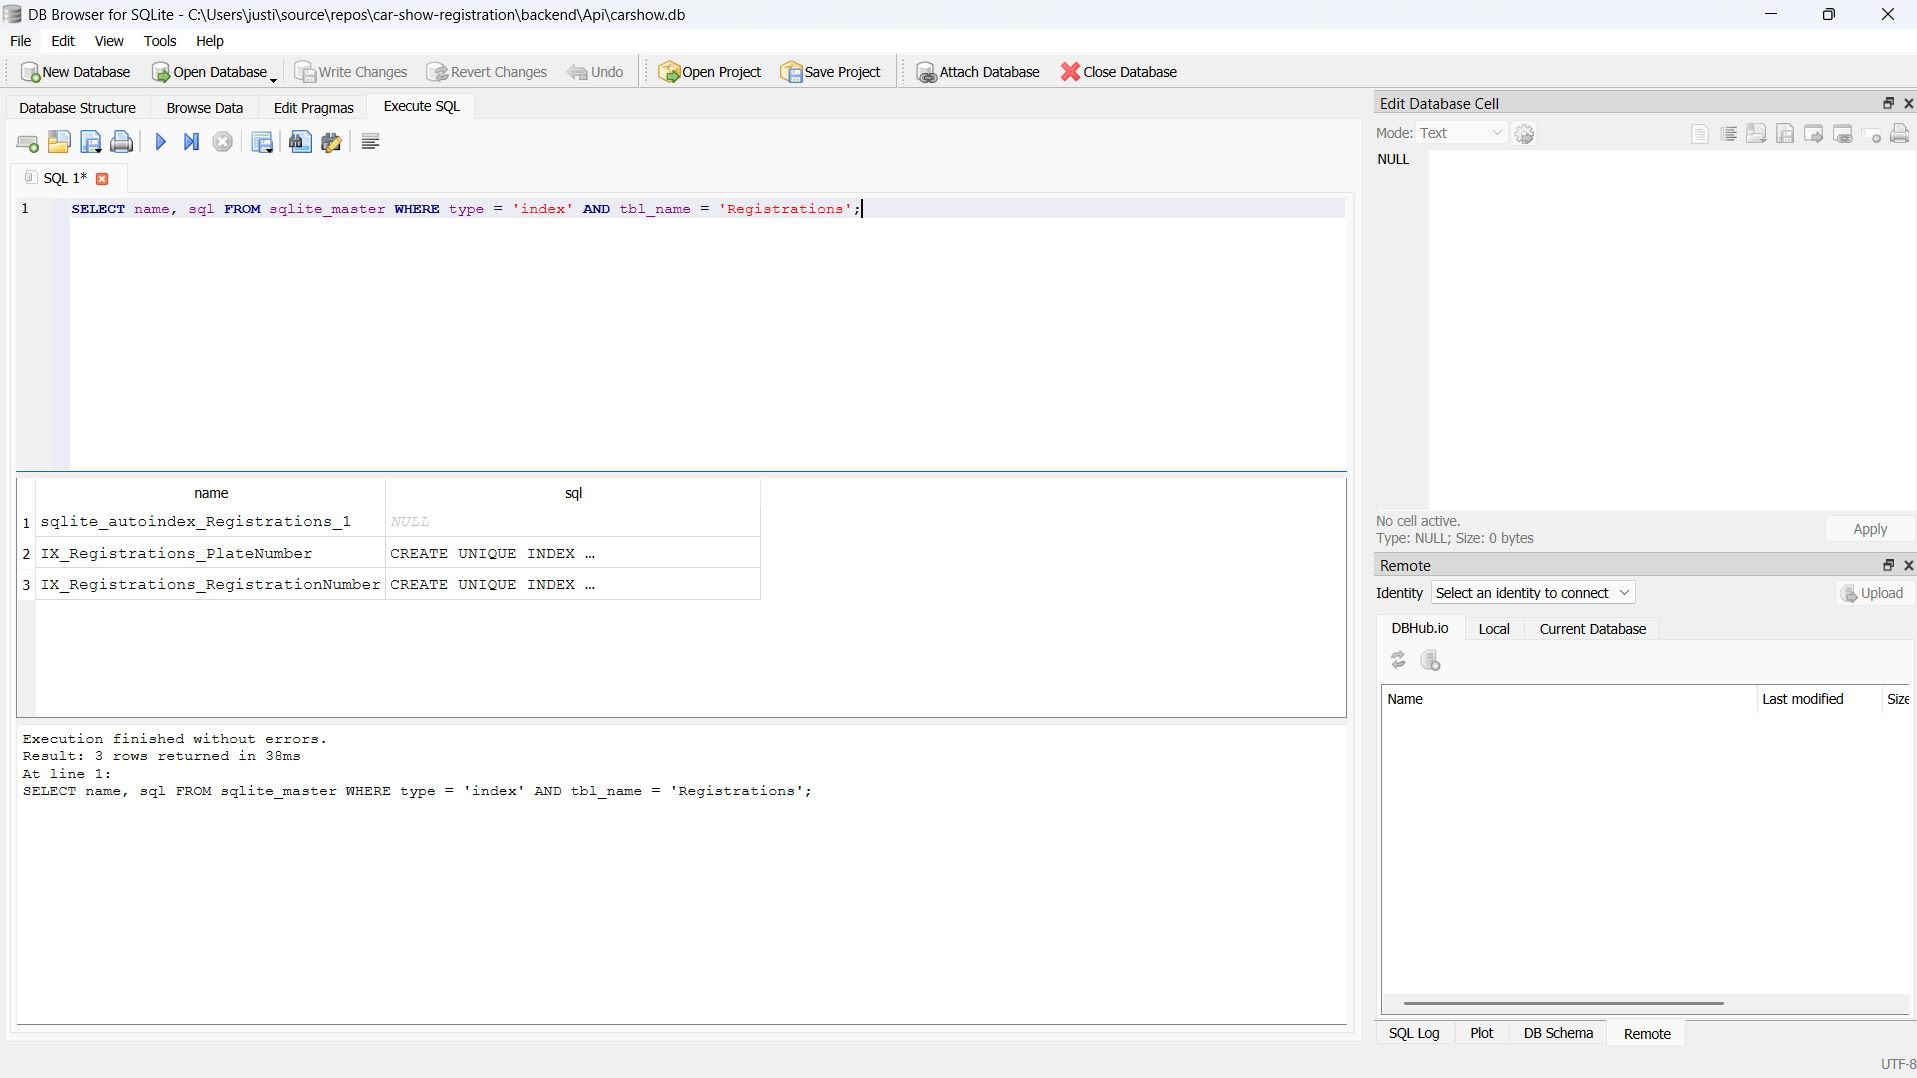 DB Browser for SQLite - C:\Users\justi\source\repos\car-show-registration\backend\Api\carshow.db
File Edit View Tools Help
New Database Open Database Write Changes Revert Changes Undo Open Project Save Project Attach Database Close Database
Database Structure Browse Data Edit Pragmas Execute SQL
SQL 1*
1 SELECT name, sql FROM sqlite_master WHERE type = 'index' AND tbl_name = 'Registrations';
name sql
1 sqlite_autoindex_Registrations_1 NULL
2 IX_Registrations_PlateNumber CREATE UNIQUE INDEX …
3 IX_Registrations_RegistrationNumber CREATE UNIQUE INDEX …
Execution finished without errors.
Result: 3 rows returned in 38ms
At line 1:
SELECT name, sql FROM sqlite_master WHERE type = 'index' AND tbl_name = 'Registrations';
Edit Database Cell
Mode: Text
NULL
No cell active.
Type: NULL; Size: 0 bytes
Apply
Remote
Identity Select an identity to connect Upload
DBHub.io Local Current Database
Name Last modified Size
SQL Log Plot DB Schema Remote
UTF-8